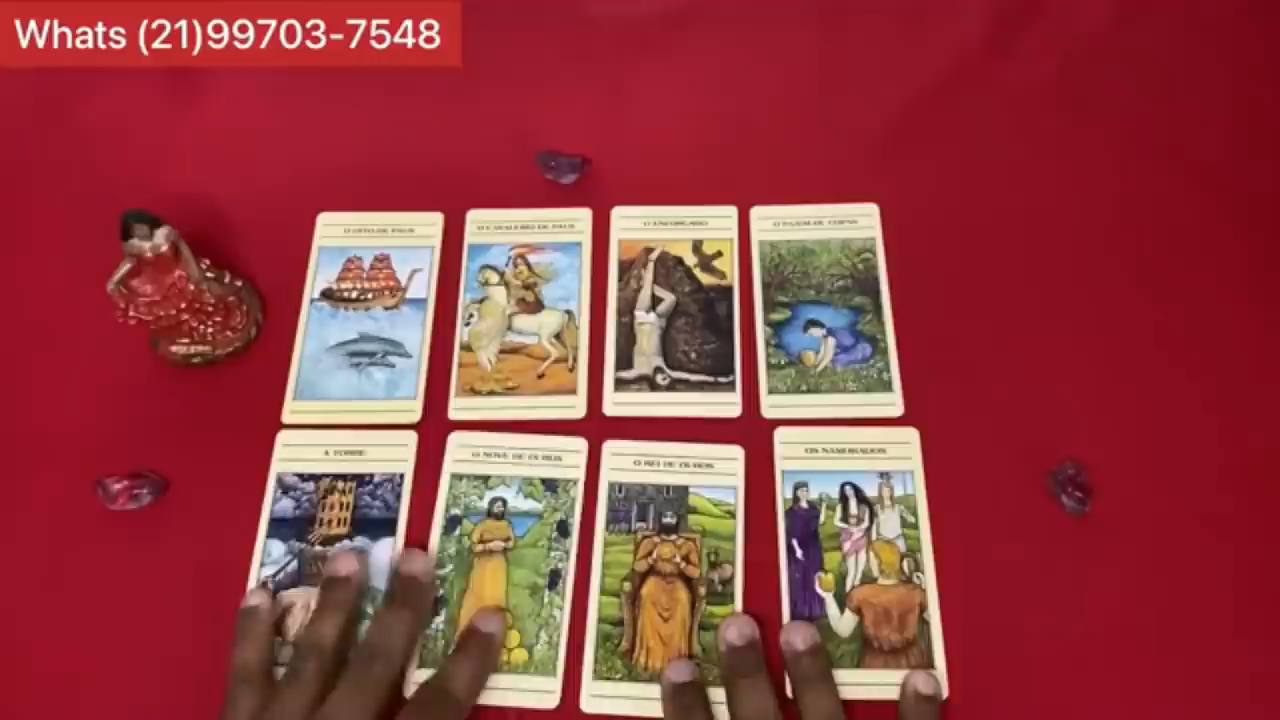 Whats (21)99703-7548
O OITO DE PAUS
O CAVALEIRO DE PAUS
O ENFORCADO
O PAJEM DE COPAS
A TORRE
O NOVE DE OUROS
O REI DE OUROS
OS NAMORADOS